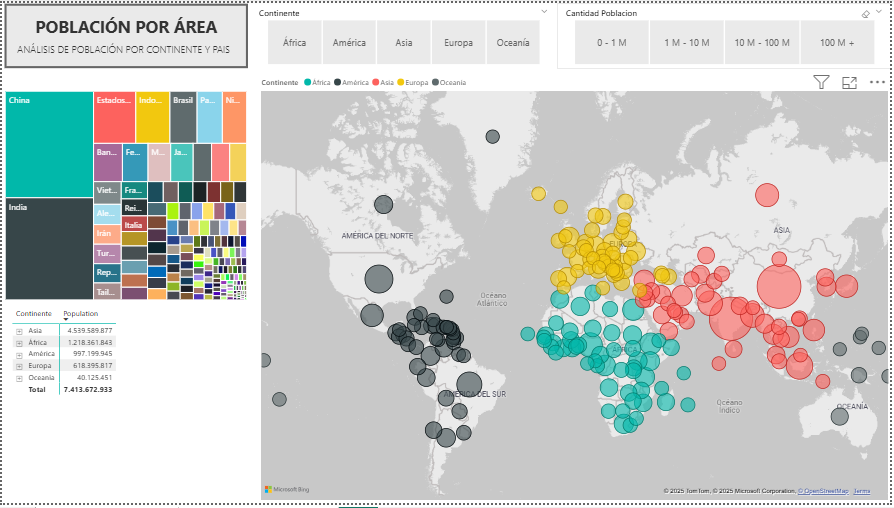 POBLACIÓN POR ÁREA
ANÁLISIS DE POBLACIÓN POR CONTINENTE Y PAIS
Continente
África
América
Asia
Europa
Oceanía
Cantidad Poblacion
0 - 1 M
1 M - 10 M
10 M - 100 M
100 M +
Continente África América Asia Europa Oceanía
China
India
Estados...
Indo...
Brasil
Pa...
Ni...
Ban...
Fe...
M...
Ja...
Viet...
Fra...
Ale...
Rei...
Irán
Italia
Tur...
Rep...
Tail...
Continente Population
Asia 4.539.589.877
África 1.218.361.843
América 997.199.945
Europa 618.395.817
Oceanía 40.125.451
Total 7.413.672.933
AMÉRICA DEL NORTE
Océano
Atlántico
EUROPA
ASIA
ÁFRICA
AMÉRICA DEL SUR
Océano
Índico
OCEANÍA
Microsoft Bing
© 2025 TomTom, © 2025 Microsoft Corporation, © OpenStreetMap Terms